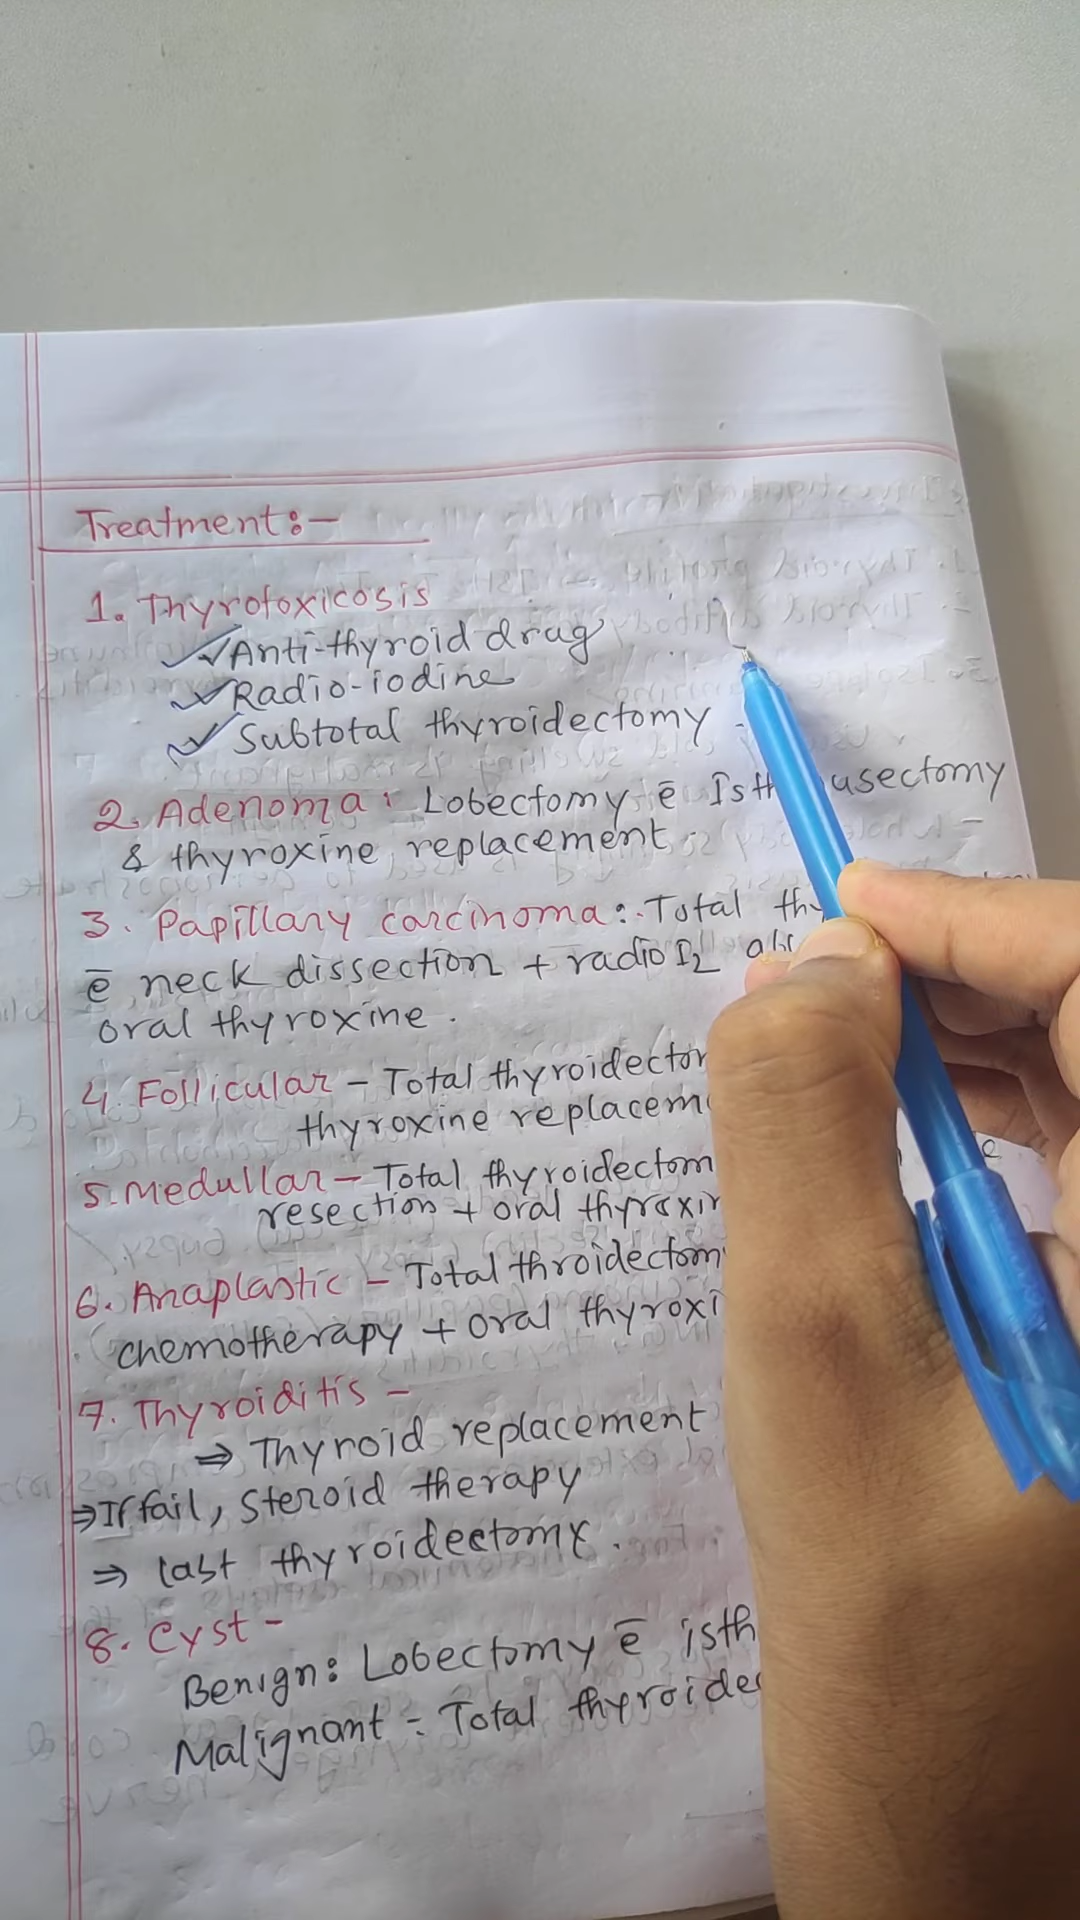 Treatment:-
1. Thyrotoxicosis
Anti-thyroid drug
Radio-iodine
Subtotal thyroidectomy -
2. Adenoma: Lobectomy c̄ usectomy
& thyroxine replacement.
3. Papillary carcinoma:- Total
c̄ neck dissection + radio I2
oral thyroxine.
4. Follicular - Total
thyroxine
5. Medullar - Total
resection + oral
6. Anaplastic - Total
chemotherapy + oral
7. Thyroiditis -
⇒ Thyroid replacement
⇒ If fail, Steroid therapy
⇒ last thyroidectomy.
8. Cyst -
Benign: Lobectomy c̄
Malignant - Total